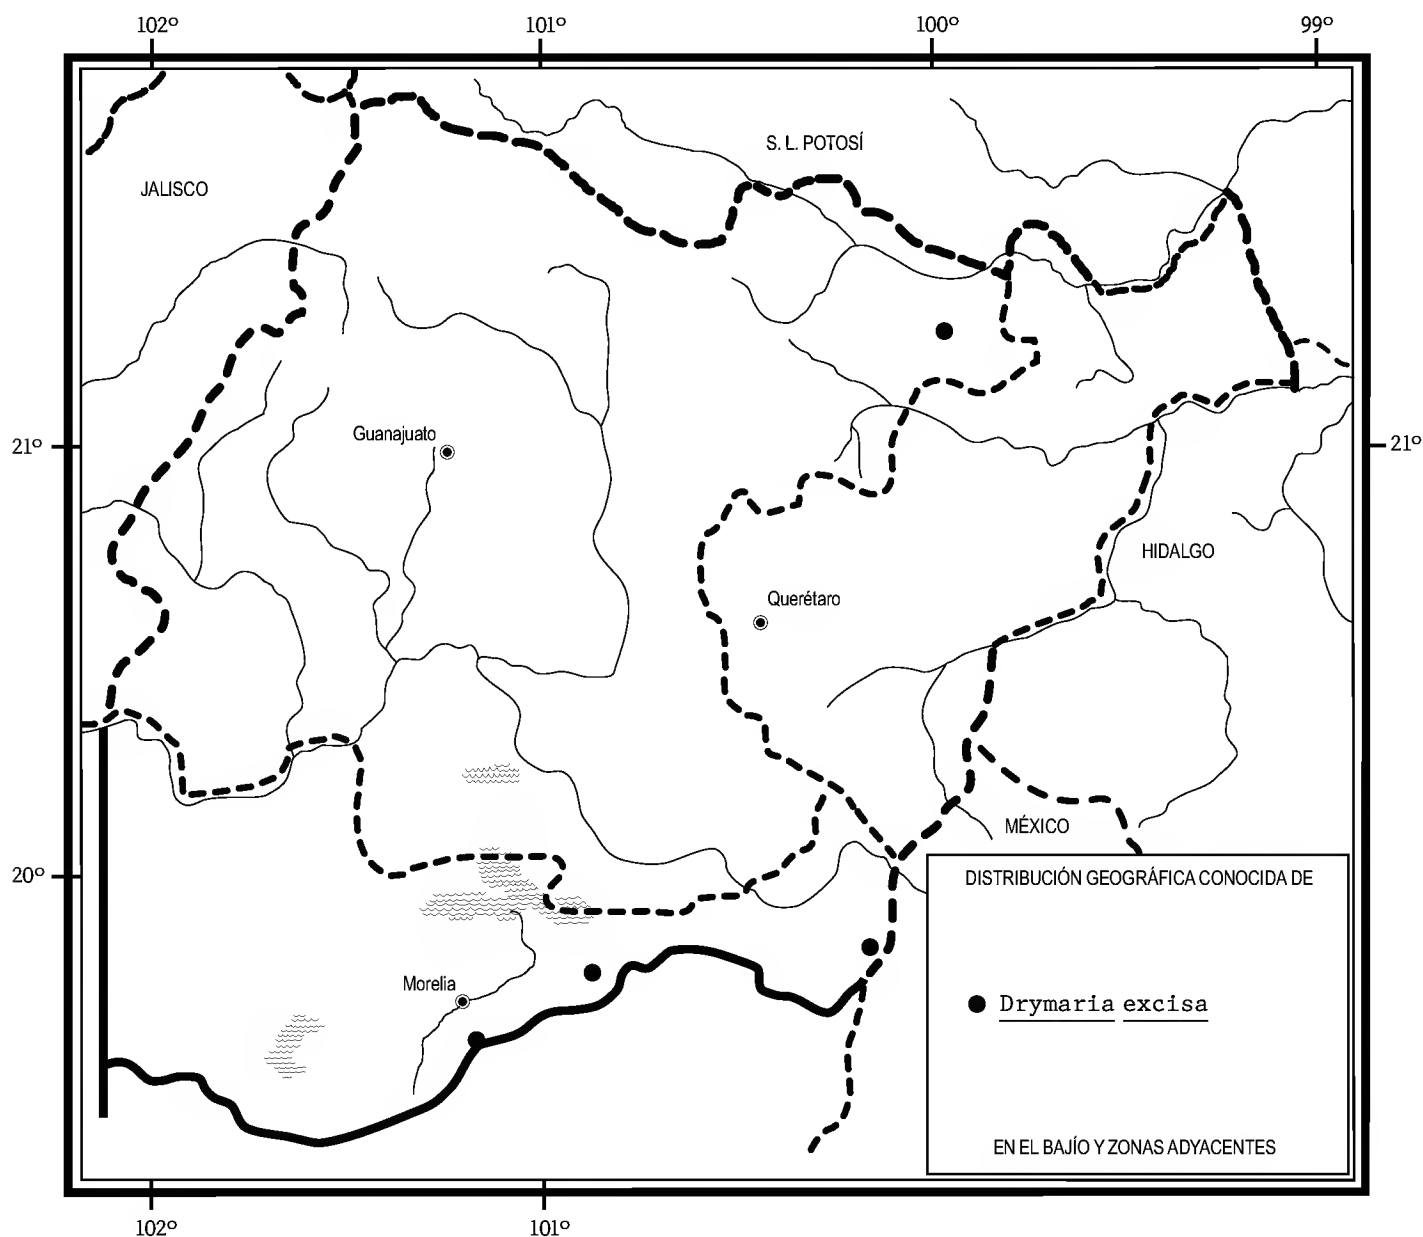 102º
101º
100º
99º
S. L. POTOSÍ
JALISCO
Guanajuato
21º
21º
HIDALGO
Querétaro
MÉXICO
20º
DISTRIBUCIÓN GEOGRÁFICA CONOCIDA DE
Morelia
Drymaria excisa
EN EL BAJÍO Y ZONAS ADYACENTES
102º
101º